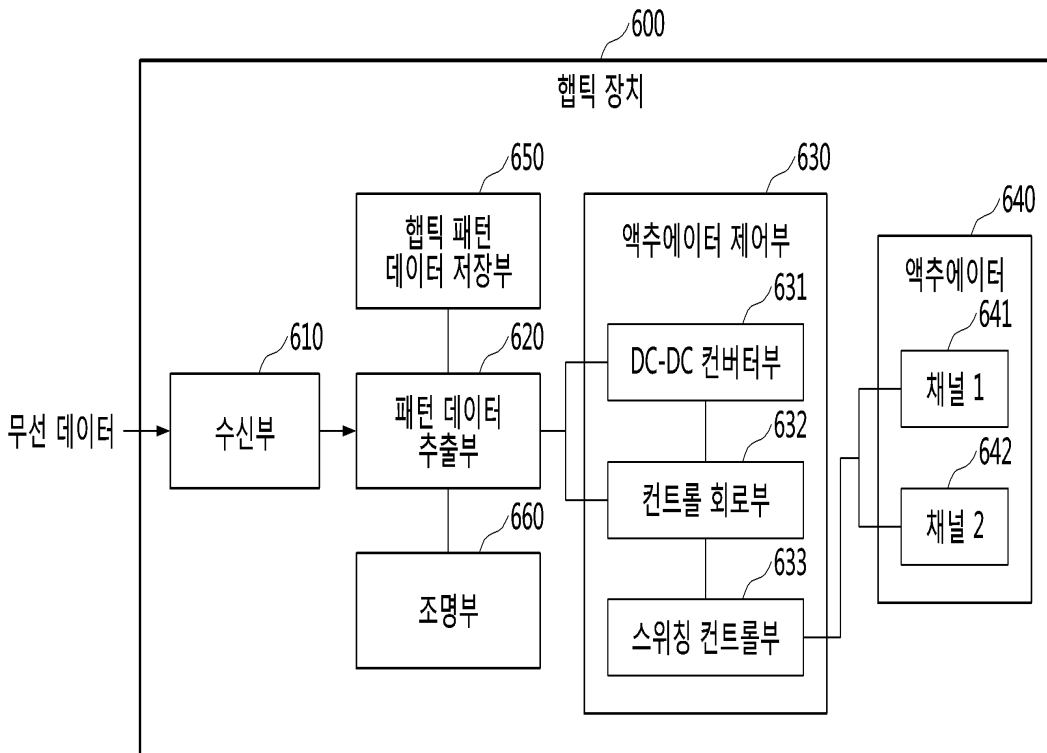 600
햅틱 장치
650
햅틱 패턴
데이터 저장부
630
액추에이터 제어부
640
액추에이터
610
수신부
620
패턴 데이터
추출부
631
DC-DC 컨버터부
641
채널 1
무선 데이터
632
컨트롤 회로부
642
채널 2
660
조명부
633
스위칭 컨트롤부